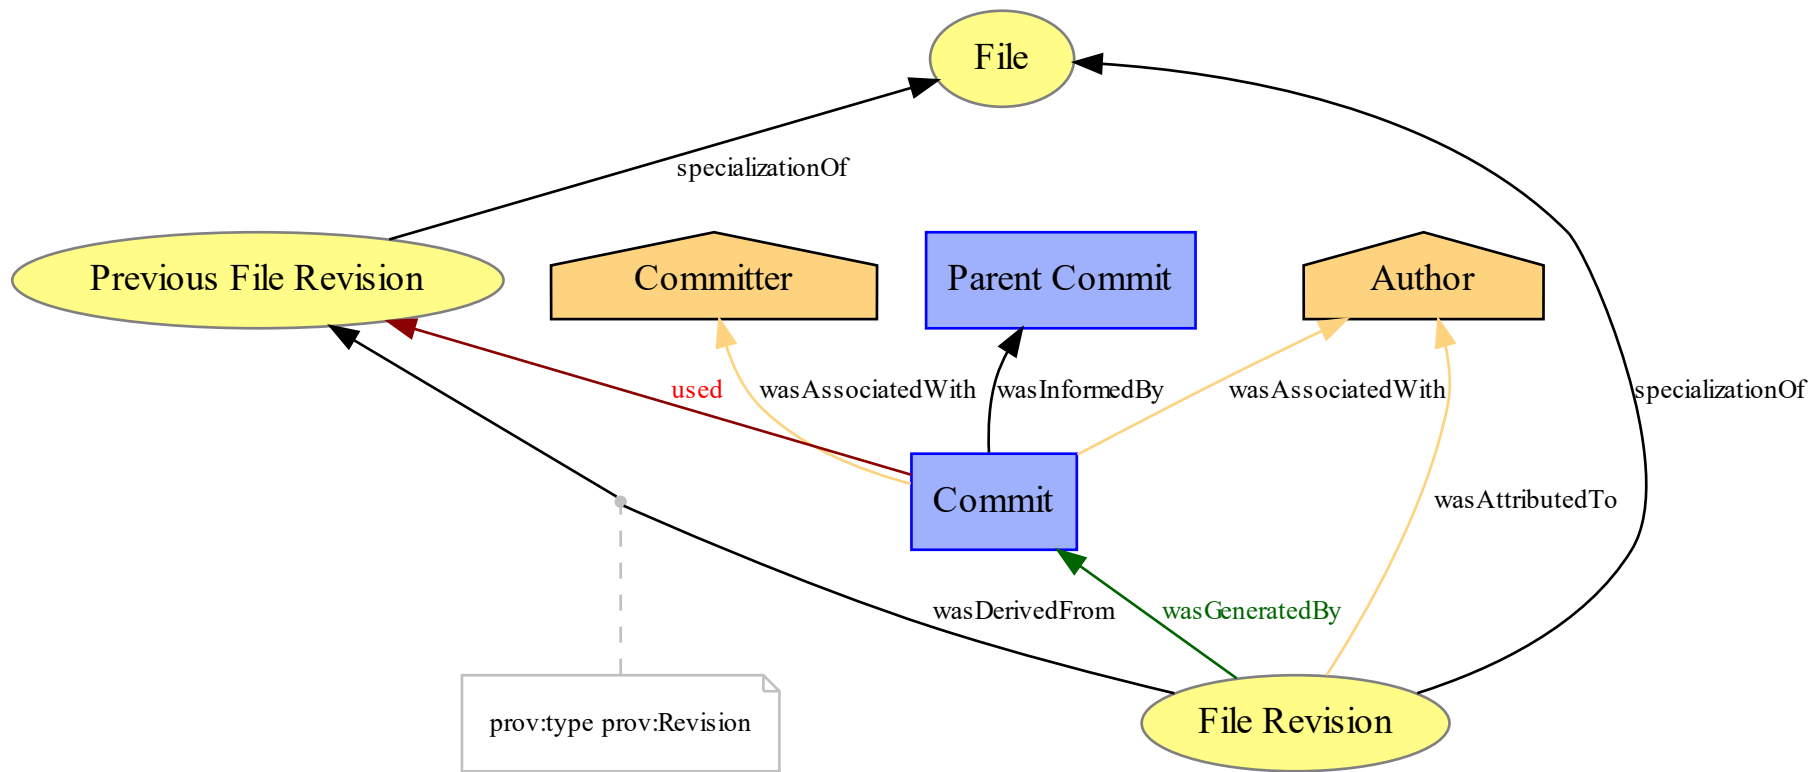 File
specializationOf
Previous File Revision
Committer
Parent Commit
Author
used
wasAssociatedWith
wasInformedBy
wasAssociatedWith
specializationOf
Commit
wasAttributedTo
wasDerivedFrom
wasGeneratedBy
prov:type prov:Revision
File Revision